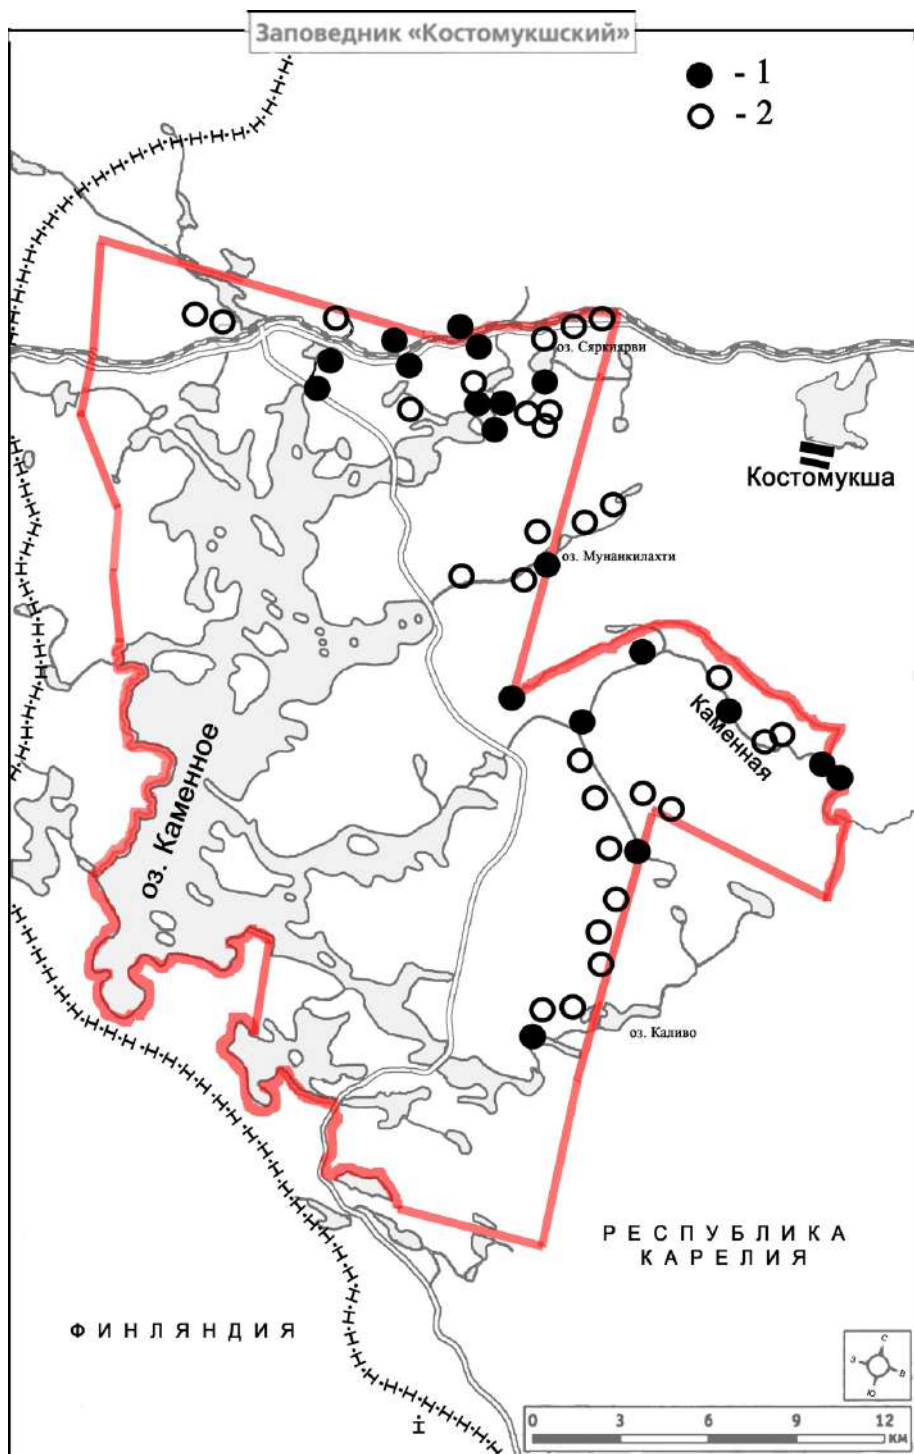 Заповедник «Костомукшский»
- 1
- 2
оз. Сяркиярви
Костомукша
оз. Мунанкилахти
Каменная
оз. Каменное
оз. Каливо
РЕСПУБЛИКА
КАРЕЛИЯ
ФИНЛЯНДИЯ
С
З
В
Ю
0 3 6 9 12
км